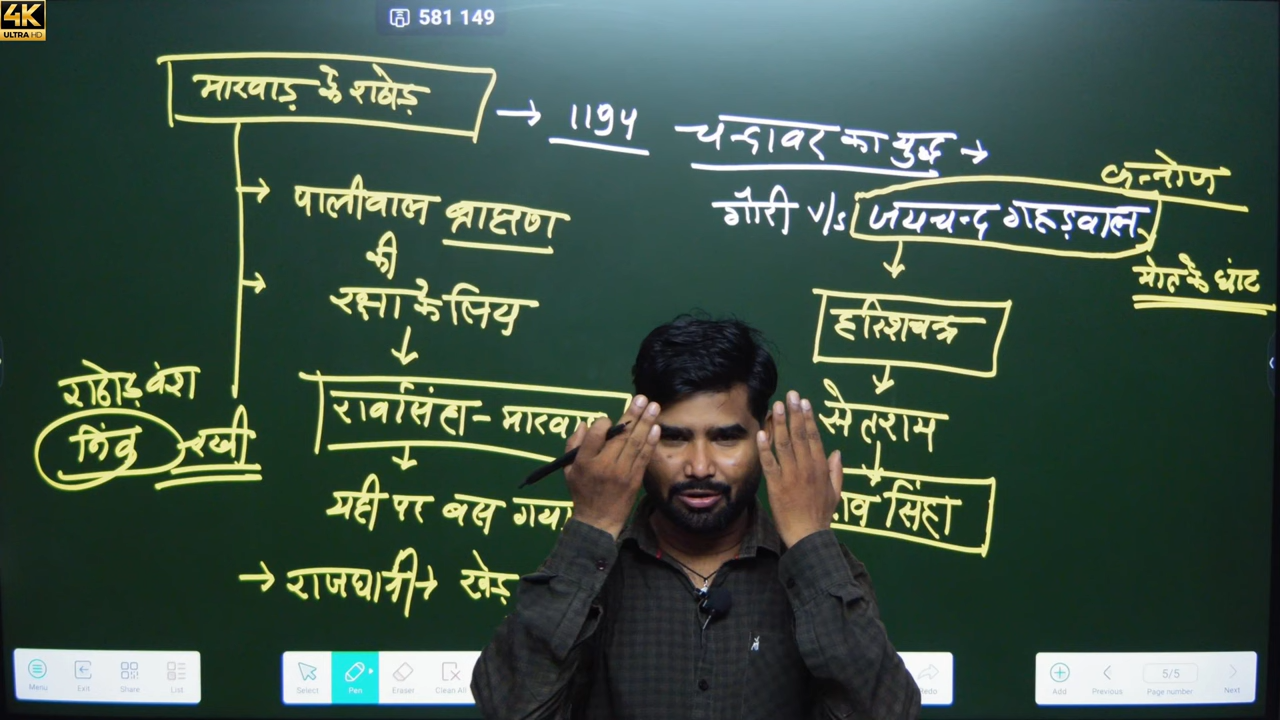 4K
ULTRA HD
581 149
मारवाड़ के राठोड़
→ 1194 चन्दावर का युद्ध →
कन्नोज
गौरी v/s जयचन्द गहड़वाल
मोत के घाट
→ पालीवाल ब्राह्मण
की
→ रक्षा के लिय
↓
हरिशचन्द्र
↓
राठोड़ वंश
निंव रखी
रावसिंहा - मारवाड़
↓
सेतराम
↓
राव सिंहा
यही पर बस गया
→ राजधानी → खेड़
Menu
Exit
Share
List
Select
Pen
Eraser
Clean All
Redo
Add
Previous
5/5
Page number
Next